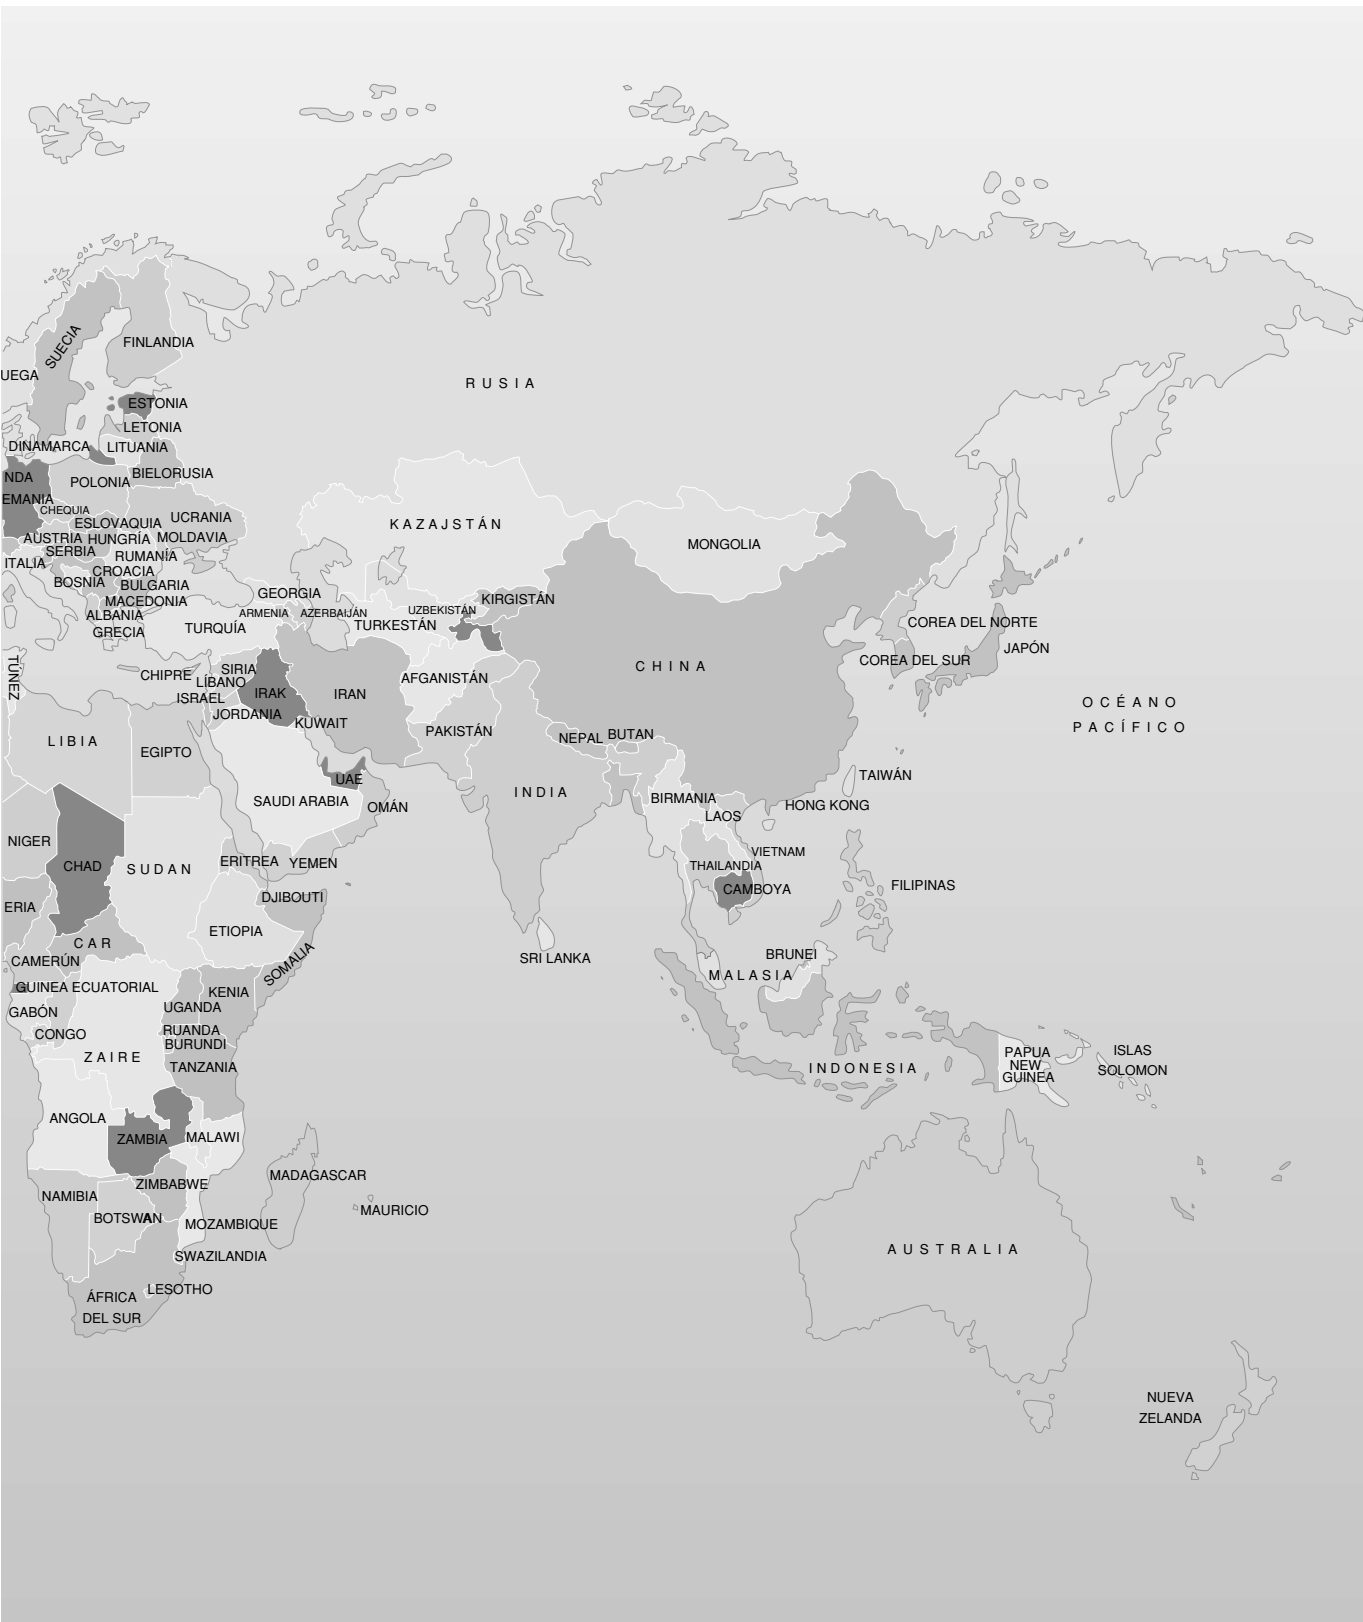 SUECIA
FINLANDIA
UEGA
RUSIA
ESTONIA
LETONIA
DINAMARCA
LITUANIA
NDA
BIELORUSIA
POLONIA
EMANIA
CHEQUIA
ESLOVAQUIA
UCRANIA
KAZAJSTÁN
AUSTRIA
HUNGRÍA
MOLDAVIA
MONGOLIA
SERBIA
RUMANÍA
ITALIA
CROACIA
BOSNIA
BULGARIA
GEORGIA
KIRGISTÁN
MACEDONIA
ALBANIA
ARMENIA
AZERBAIJÁN
UZBEKISTÁN
GRECIA
TURQUÍA
TURKESTÁN
COREA DEL NORTE
TÚNEZ
CHIPRE
SIRIA
LÍBANO
ISRAEL
IRAK
IRAN
AFGANISTÁN
CHINA
COREA DEL SUR
JAPÓN
JORDANIA
KUWAIT
PAKISTÁN
OCÉANO
PACÍFICO
LIBIA
EGIPTO
NEPAL
BUTAN
UAE
TAIWÁN
SAUDI ARABIA
OMÁN
INDIA
BIRMANIA
HONG KONG
LAOS
NIGER
CHAD
SUDAN
ERITREA
YEMEN
VIETNAM
THAILANDIA
CAMBOYA
FILIPINAS
ERIA
DJIBOUTI
ETIOPIA
CAR
SOMALIA
CAMERÚN
SRI LANKA
BRUNEI
MALASIA
GUINEA ECUATORIAL
KENIA
GABÓN
UGANDA
CONGO
RUANDA
BURUNDI
ZAIRE
TANZANIA
INDONESIA
PAPUA
NEW
GUINEA
ISLAS
SOLOMON
ANGOLA
ZAMBIA
MALAWI
MADAGASCAR
ZIMBABWE
NAMIBIA
MAURICIO
BOTSWAN
MOZAMBIQUE
AUSTRALIA
SWAZILANDIA
LESOTHO
ÁFRICA
DEL SUR
NUEVA
ZELANDA